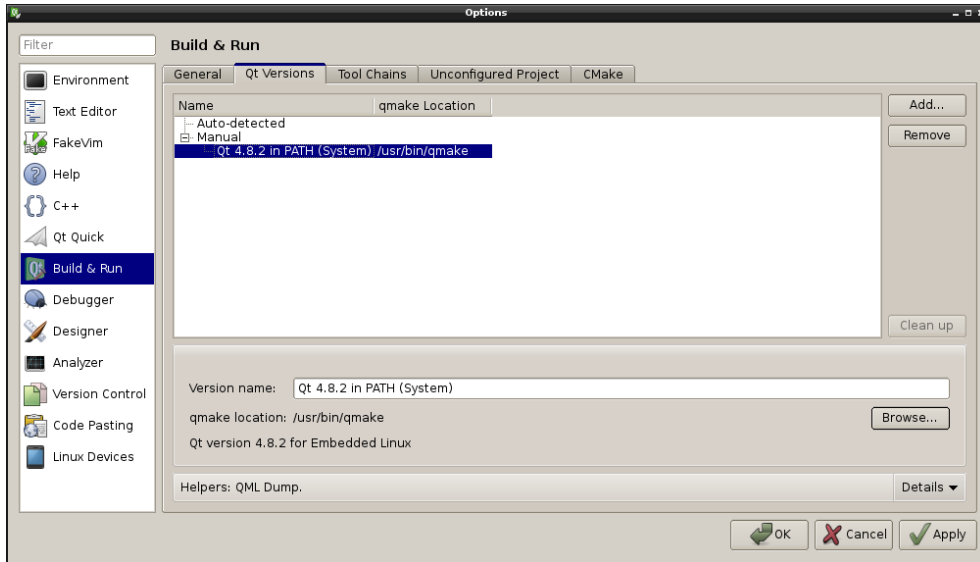 Options
Filter
Build & Run
Environment
Text Editor
FakeVim
Help
C++
Qt Quick
Build & Run
Debugger
Designer
Analyzer
Version Control
Code Pasting
Linux Devices
General Qt Versions Tool Chains Unconfigured Project CMake
Name qmake Location
Auto-detected
Manual
Qt 4.8.2 in PATH (System) /usr/bin/qmake
Add...
Remove
Clean up
Version name: Qt 4.8.2 in PATH (System)
qmake location: /usr/bin/qmake
Browse...
Qt version 4.8.2 for Embedded Linux
Helpers: QML Dump.
Details
OK Cancel Apply